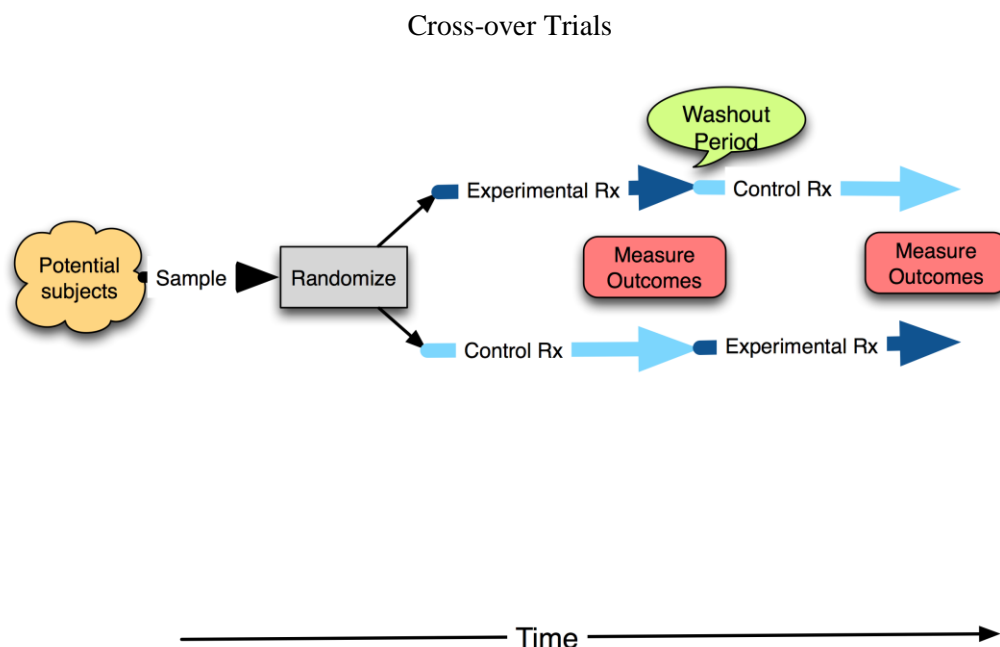 Cross-over Trials
Washout
Period
Experimental Rx
Control Rx
Potential
subjects
Sample
Randomize
Measure
Outcomes
Measure
Outcomes
Control Rx
Experimental Rx
Time